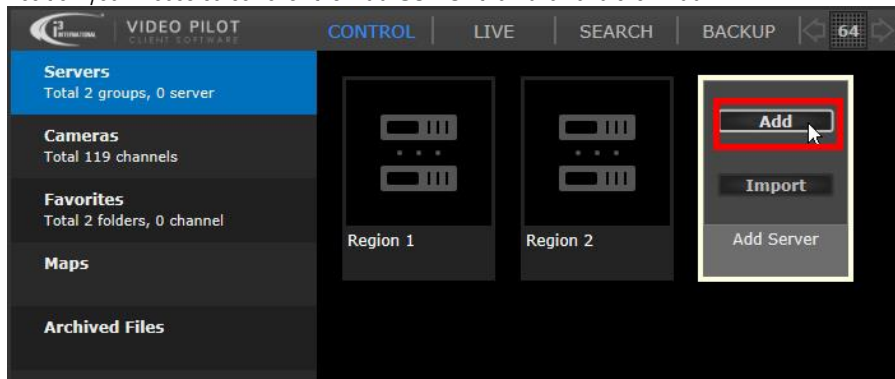 VIDEO PILOT
CLIENT SOFTWARE
CONTROL LIVE SEARCH BACKUP 64
Servers
Total 2 groups, 0 server
Cameras
Total 119 channels
Favorites
Total 2 folders, 0 channel
Maps
Archived Files
Region 1
Region 2
Add
Import
Add Server